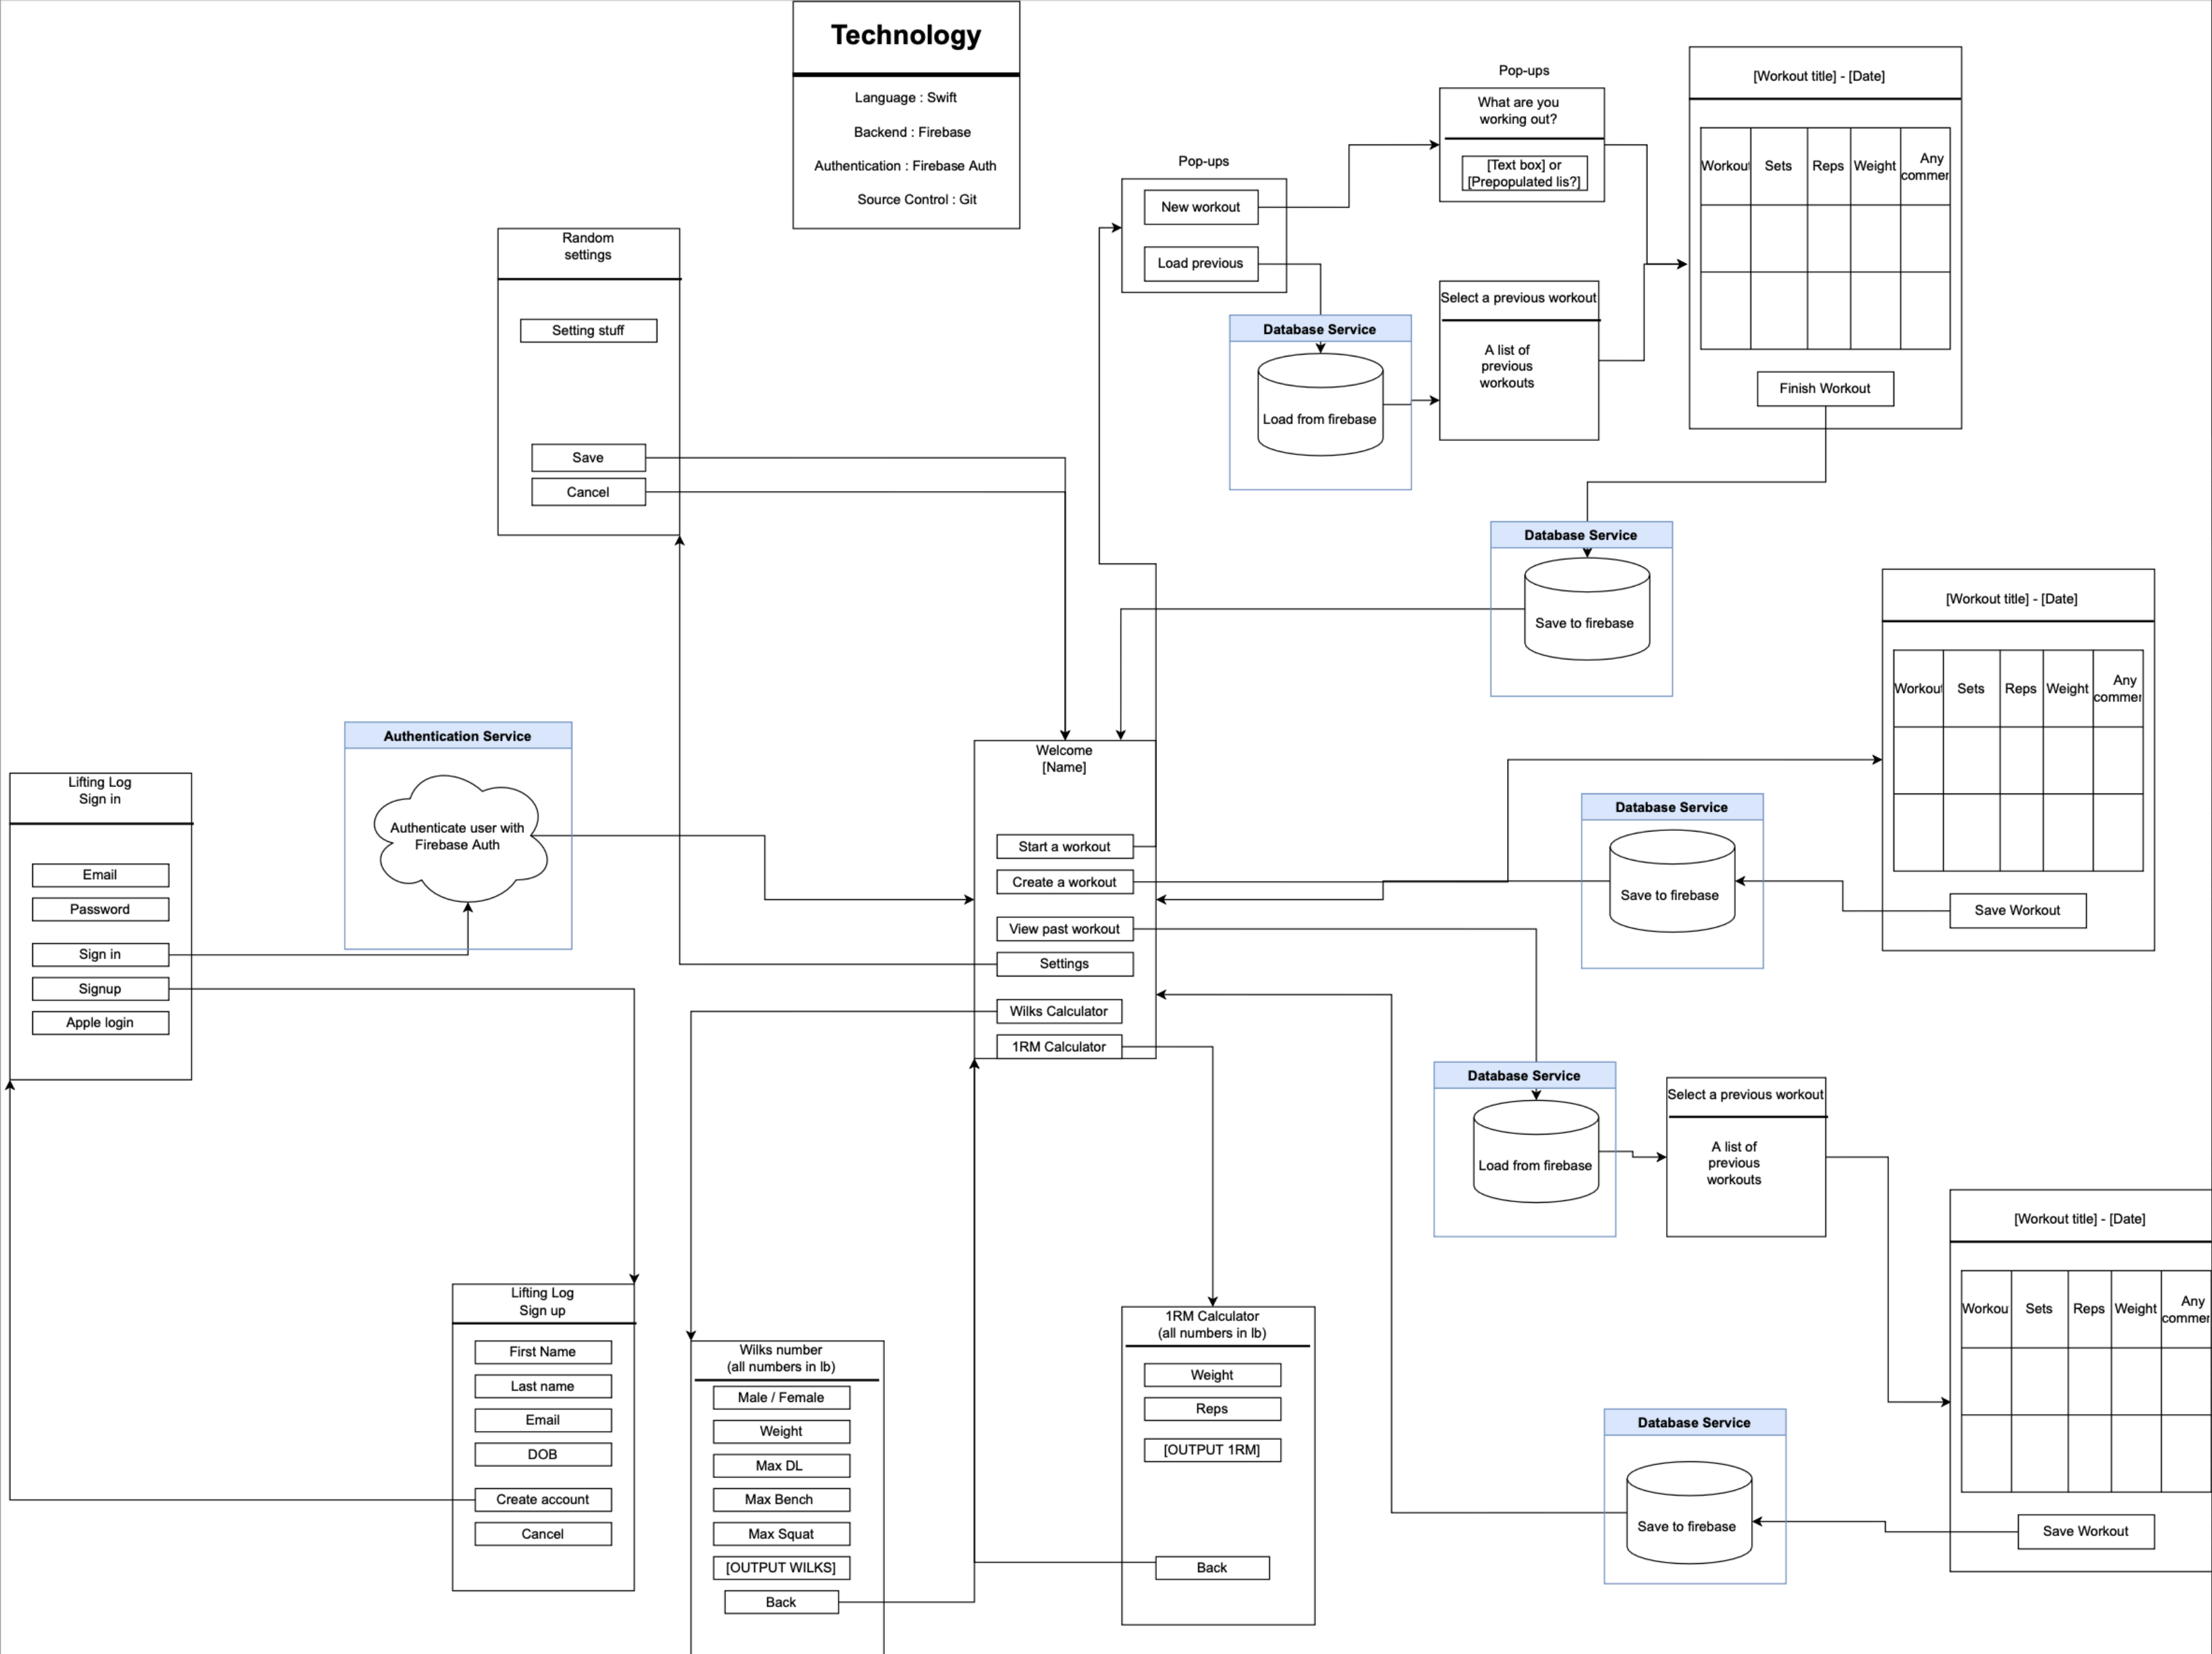 Technology
Language : Swift
Backend : Firebase
Authentication : Firebase Auth
Source Control : Git
Random
settings
Setting stuff
Save
Cancel
Pop-ups
New workout
Load previous
Pop-ups
What are you
working out?
[Text box] or
[Prepopulated lis?]
Database Service
Load from firebase
Select a previous workout
A list of
previous
workouts
[Workout title] - [Date]
Workout
Sets
Reps
Weight
Any
commen
Finish Workout
Database Service
Save to firebase
Authentication Service
Authenticate user with
Firebase Auth
Lifting Log
Sign in
Email
Password
Sign in
Signup
Apple login
Welcome
[Name]
Start a workout
Create a workout
View past workout
Settings
Wilks Calculator
1RM Calculator
Database Service
Save to firebase
[Workout title] - [Date]
Workout
Sets
Reps
Weight
Any
commen
Save Workout
Database Service
Load from firebase
Select a previous workout
A list of
previous
workouts
[Workout title] - [Date]
Workou
Sets
Reps
Weight
Any
commen
Save Workout
Database Service
Save to firebase
Lifting Log
Sign up
First Name
Last name
Email
DOB
Create account
Cancel
Wilks number
(all numbers in lb)
Male / Female
Weight
Max DL
Max Bench
Max Squat
[OUTPUT WILKS]
Back
1RM Calculator
(all numbers in lb)
Weight
Reps
[OUTPUT 1RM]
Back